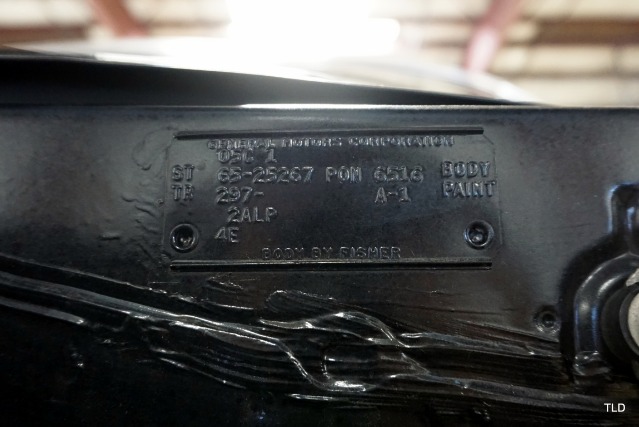 GENERAL MOTORS CORPORATION
05C 1
ST 65-25267 POM 6516 BODY
TR 297- A-1 PAINT
2ALP
4E
BODY BY FISHER
TLD